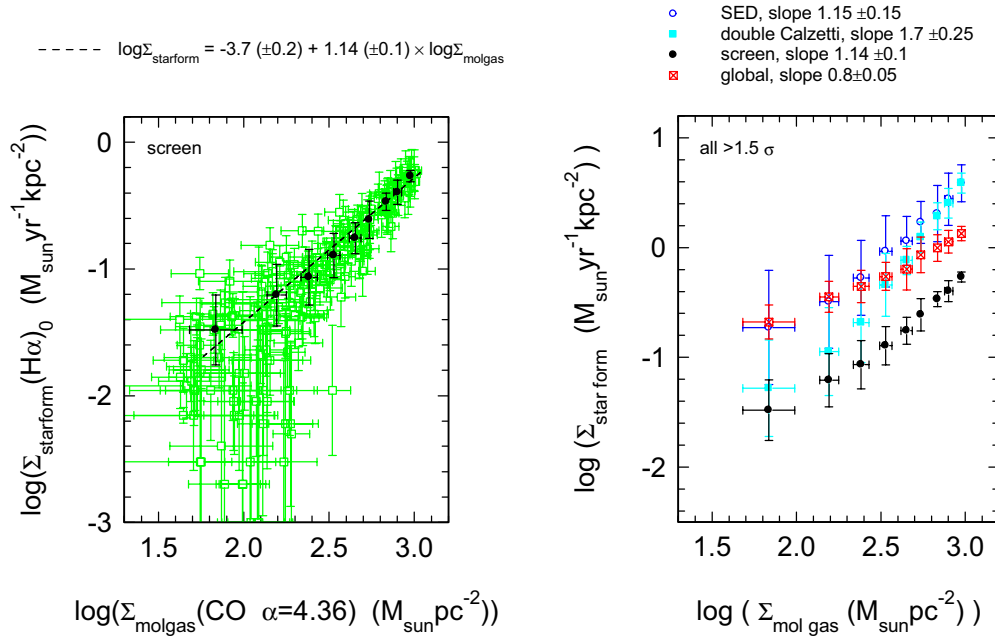 ----- logΣstarform = -3.7 (±0.2) + 1.14 (±0.1) × logΣmolgas
SED, slope 1.15 ±0.15
double Calzetti, slope 1.7 ±0.25
screen, slope 1.14 ±0.1
global, slope 0.8±0.05
log(Σstarform(Hα)0 (Msunyr-1kpc-2)
screen
0
-1
-2
-3
1.5 2.0 2.5 3.0
log(Σmolgas(CO α=4.36) (Msunpc-2))
log (Σstar form (Msunyr-1kpc-2) )
all >1.5 σ
1
0
-1
-2
1.5 2.0 2.5 3.0
log ( Σmol gas (Msunpc-2) )